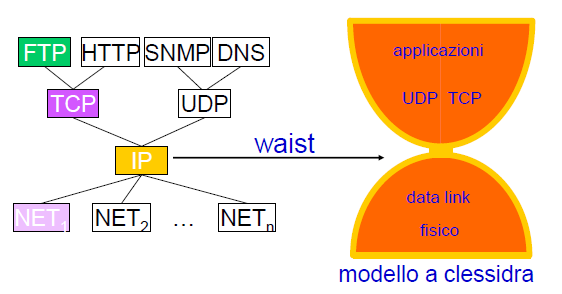 FTP HTTP SNMP DNS
TCP UDP
IP
NET1 NET2 ... NETn
waist
applicazioni
UDP TCP
data link
fisico
modello a clessidra